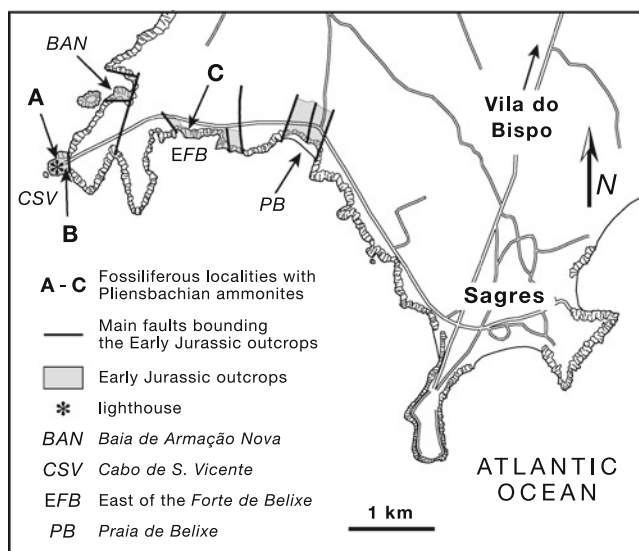 BAN
A
C
Vila do
Bispo
N
EFB
CSV
PB
B
A - C Fossiliferous localities with
Pliensbachian ammonites
Main faults bounding
the Early Jurassic outcrops
Sagres
Early Jurassic outcrops
* lighthouse
BAN Baia de Armação Nova
CSV Cabo de S. Vicente
EFB East of the Forte de Belixe
PB Praia de Belixe
1 km
ATLANTIC
OCEAN